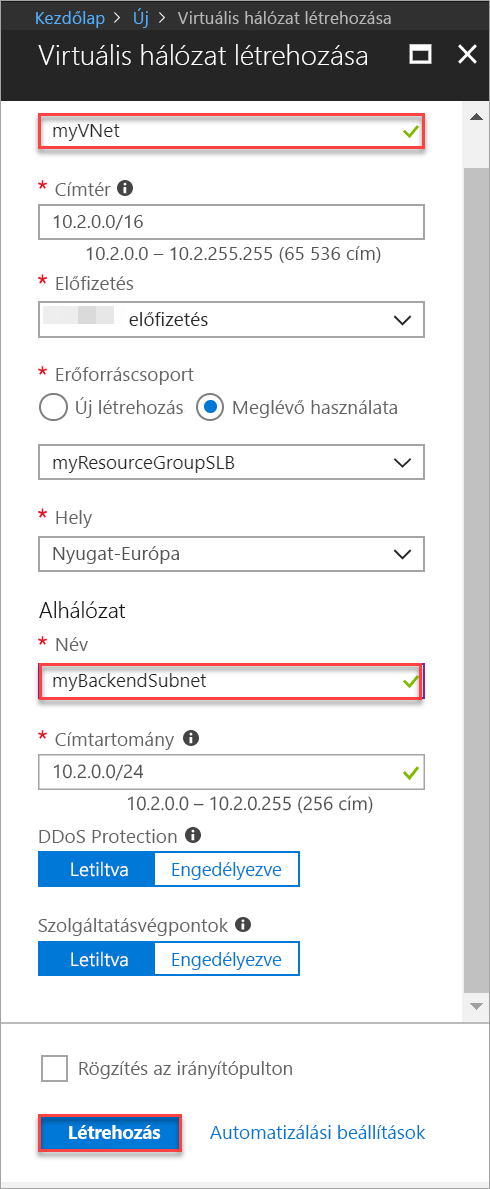 Kezdőlap > Új > Virtuális hálózat létrehozása
Virtuális hálózat létrehozása
myVNet
* Címtér
10.2.0.0/16
10.2.0.0 – 10.2.255.255 (65 536 cím)
* Előfizetés
előfizetés
* Erőforráscsoport
Új létrehozás Meglévő használata
myResourceGroupSLB
* Hely
Nyugat-Európa
Alhálózat
* Név
myBackendSubnet
* Címtartomány
10.2.0.0/24
10.2.0.0 – 10.2.0.255 (256 cím)
DDoS Protection
Letiltva Engedélyezve
Szolgáltatásvégpontok
Letiltva Engedélyezve
Rögzítés az irányítópulton
Létrehozás Automatizálási beállítások